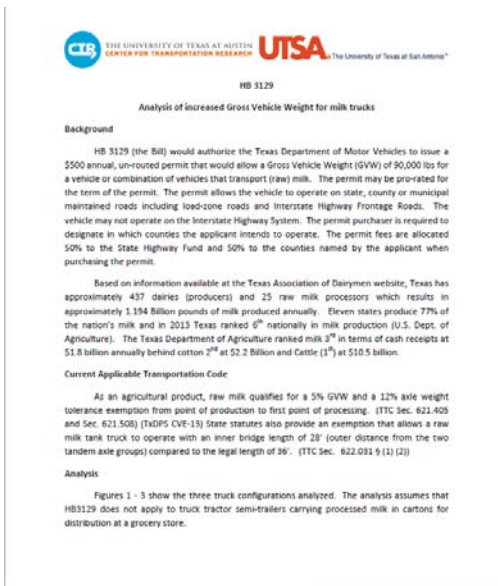 CTR THE UNIVERSITY OF TEXAS AT AUSTIN
CENTER FOR TRANSPORTATION RESEARCH
UTSA The University of Texas at San Antonio™
HB 3129
Analysis of increased Gross Vehicle Weight for milk trucks
Background
HB 3129 (the Bill) would authorize the Texas Department of Motor Vehicles to issue a
$500 annual, un-routed permit that would allow a Gross Vehicle Weight (GVW) of 90,000 lbs for
a vehicle or combination of vehicles that transport (raw) milk. The permit may be pro-rated for
the term of the permit. The permit allows the vehicle to operate on state, county or municipal
maintained roads including load-zone roads and Interstate Highway Frontage Roads. The
vehicle may not operate on the Interstate Highway System. The permit purchaser is required to
designate in which counties the applicant intends to operate. The permit fees are allocated
50% to the State Highway Fund and 50% to the counties named by the applicant when
purchasing the permit.
Based on information available at the Texas Association of Dairymen website, Texas has
approximately 437 dairies (producers) and 25 raw milk processors which results in
approximately 1.194 Billion pounds of milk produced annually. Eleven states produce 77% of
the nation's milk and in 2013 Texas ranked 6th nationally in milk production (U.S. Dept. of
Agriculture). The Texas Department of Agriculture ranked milk 3rd in terms of cash receipts at
$1.8 billion annually behind cotton 2nd at $2.2 Billion and Cattle (1st) at $10.5 billion.
Current Applicable Transportation Code
As an agricultural product, raw milk qualifies for a 5% GVW and a 12% axle weight
tolerance exemption from point of production to first point of processing. (TTC Sec. 621.405
and Sec. 621.508) (TxDPS CVE-13) State statutes also provide an exemption that allows a raw
milk tank truck to operate with an inner bridge length of 28' (outer distance from the two
tandem axle groups) compared to the legal length of 36'. (TTC Sec. 622.031 § (1) (2))
Analysis
Figures 1 - 3 show the three truck configurations analyzed. The analysis assumes that
HB3129 does not apply to truck tractor semi-trailers carrying processed milk in cartons for
distribution at a grocery store.